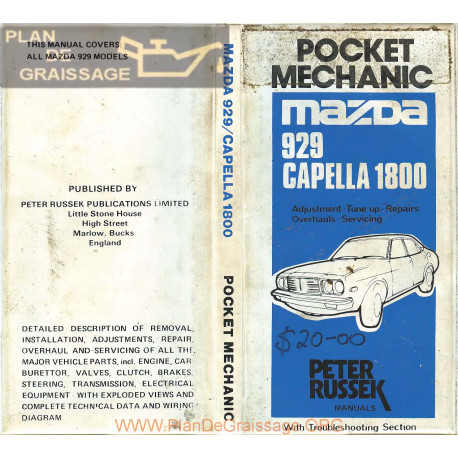 PLAN
DE
GRAISSAGE
THIS MANUAL COVERS:
ALL MAZDA 929 MODELS
PUBLISHED BY
PETER RUSSEK PUBLICATIONS LIMITED
Little Stone House
High Street
Marlow, Bucks
England
DETAILED DESCRIPTION OF REMOVAL,
INSTALLATION, ADJUSTMENTS, REPAIR,
OVERHAUL AND SERVICING OF ALL THE
MAJOR VEHICLE PARTS, incl. ENGINE, CAR
BURETTOR, VALVES, CLUTCH, BRAKES,
STEERING, TRANSMISSION, ELECTRICAL
EQUIPMENT - WITH EXPLODED VIEWS AND
COMPLETE TECHNICAL DATA AND WIRING
DIAGRAM
MAZDA 929/CAPELLA 1800 POCKET MECHANIC
POCKET
MECHANIC
mazda
929
CAPELLA 1800
Adjustment · Tune up · Repairs
Overhauls · Servicing
$20-00
PETER
RUSSEK
MANUALS
With Troubleshooting Section
www.PlanDeGraissage.ORG